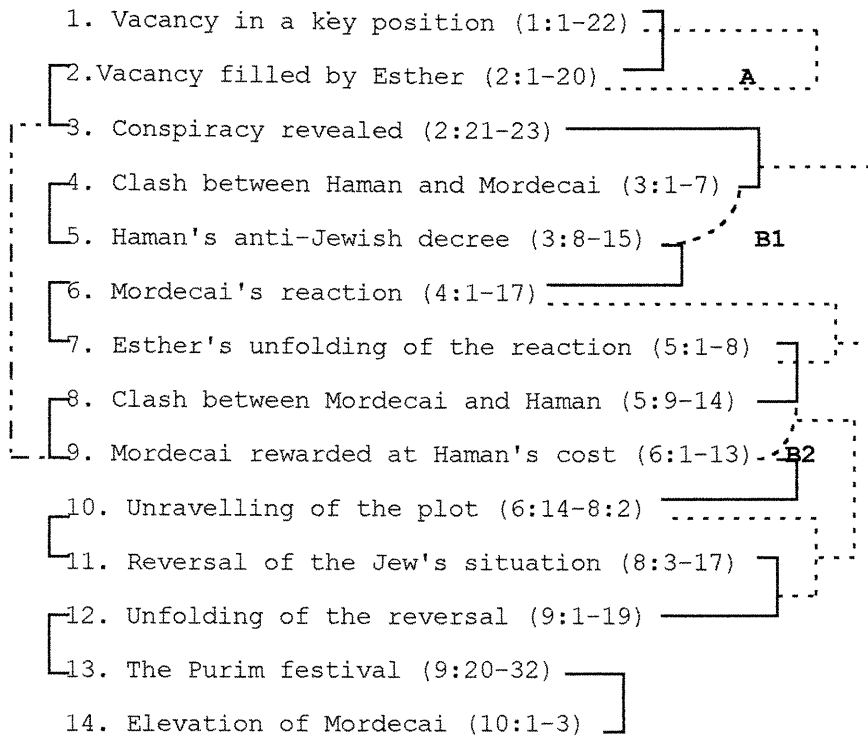 1. Vacancy in a key position (1:1-22)
2.Vacancy filled by Esther (2:1-20) A
3. Conspiracy revealed (2:21-23)
4. Clash between Haman and Mordecai (3:1-7)
5. Haman's anti-Jewish decree (3:8-15) B1
6. Mordecai's reaction (4:1-17)
7. Esther's unfolding of the reaction (5:1-8)
8. Clash between Mordecai and Haman (5:9-14)
9. Mordecai rewarded at Haman's cost (6:1-13) B2
10. Unravelling of the plot (6:14-8:2)
11. Reversal of the Jew's situation (8:3-17)
12. Unfolding of the reversal (9:1-19)
13. The Purim festival (9:20-32)
14. Elevation of Mordecai (10:1-3)